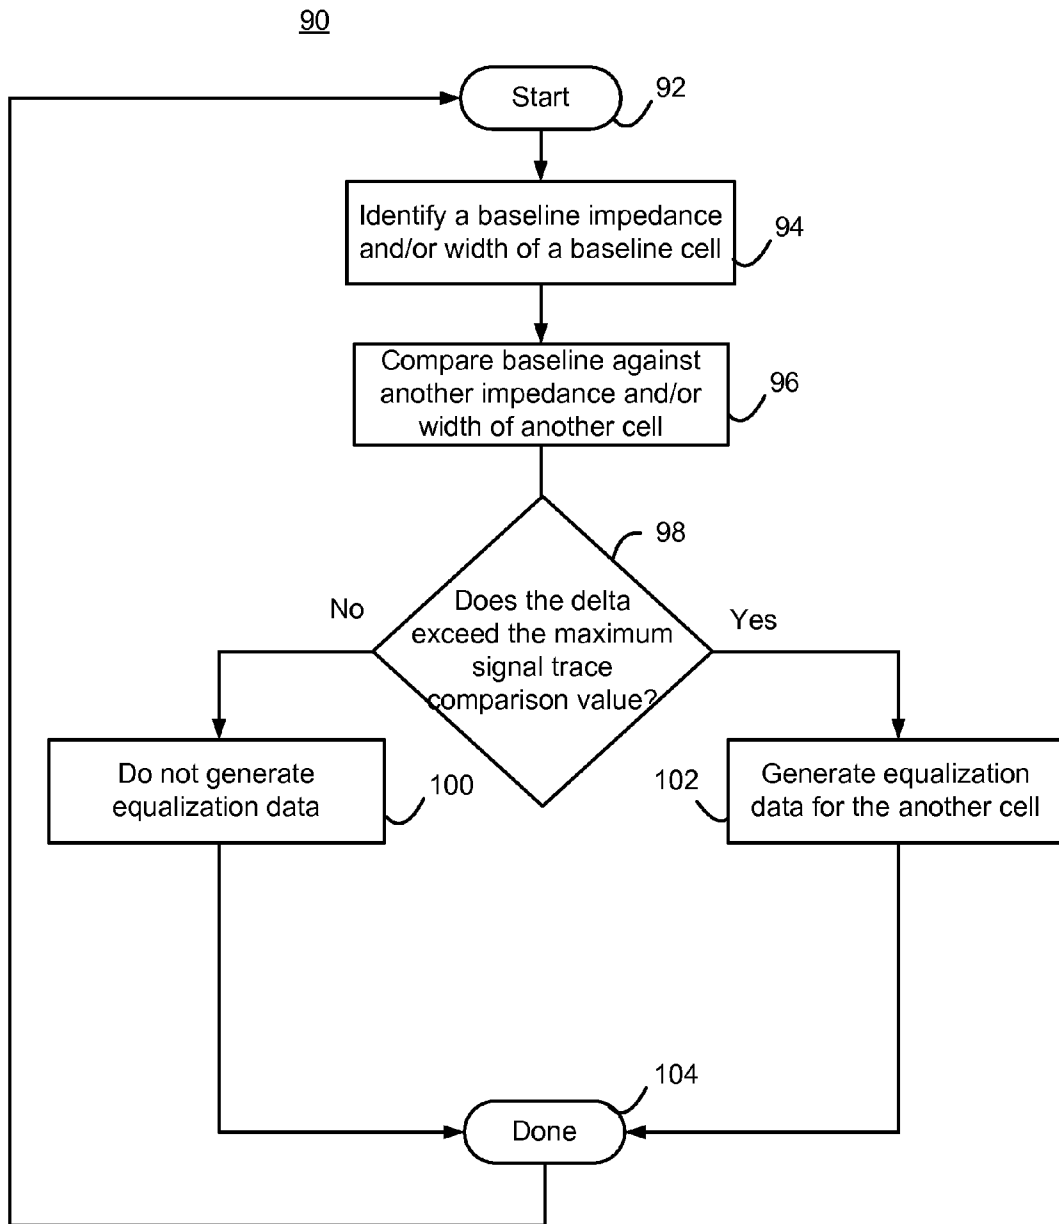 90
Start
92
Identify a baseline impedance
and/or width of a baseline cell
94
Compare baseline against
another impedance and/or
width of another cell
96
98
No
Does the delta
exceed the maximum
signal trace
comparison value?
Yes
Do not generate
equalization data
100
102
Generate equalization
data for the another cell
104
Done